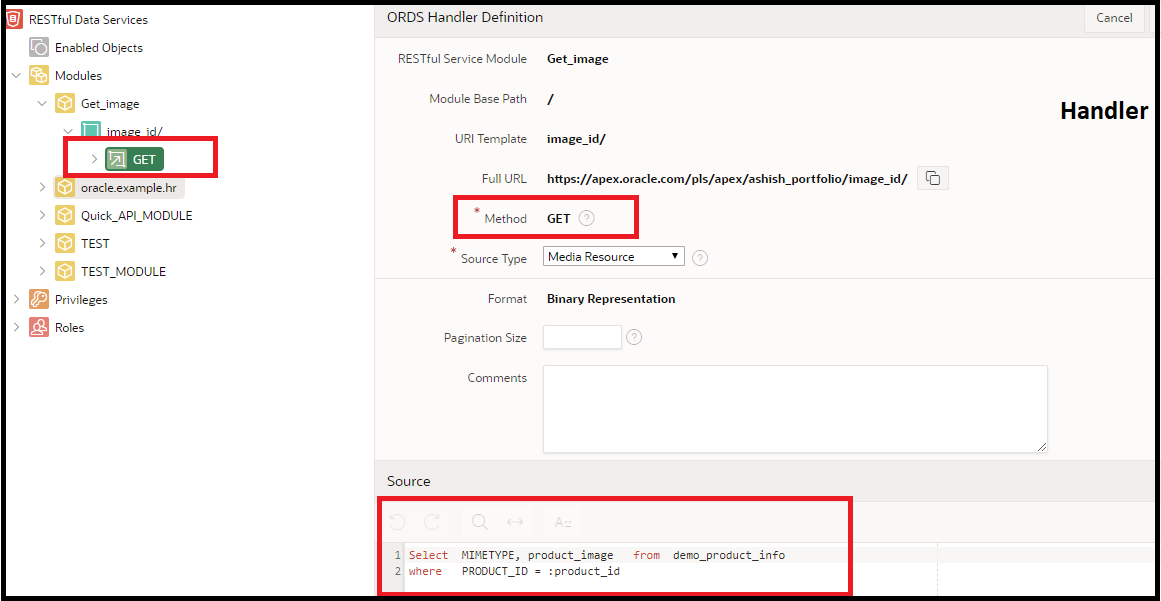 RESTful Data Services
Enabled Objects
Modules
Get_image
image_id/
GET
oracle.example.hr
Quick_API_MODULE
TEST
TEST_MODULE
Privileges
Roles
ORDS Handler Definition
Cancel
Handler
RESTful Service Module Get_image
Module Base Path /
URI Template image_id/
Full URL https://apex.oracle.com/pls/apex/ashish_portfolio/image_id/
* Method GET ?
* Source Type Media Resource ?
Format Binary Representation
Pagination Size ?
Comments
Source
A::
1 Select MIMETYPE, product_image from demo_product_info
2 where PRODUCT_ID = :product_id